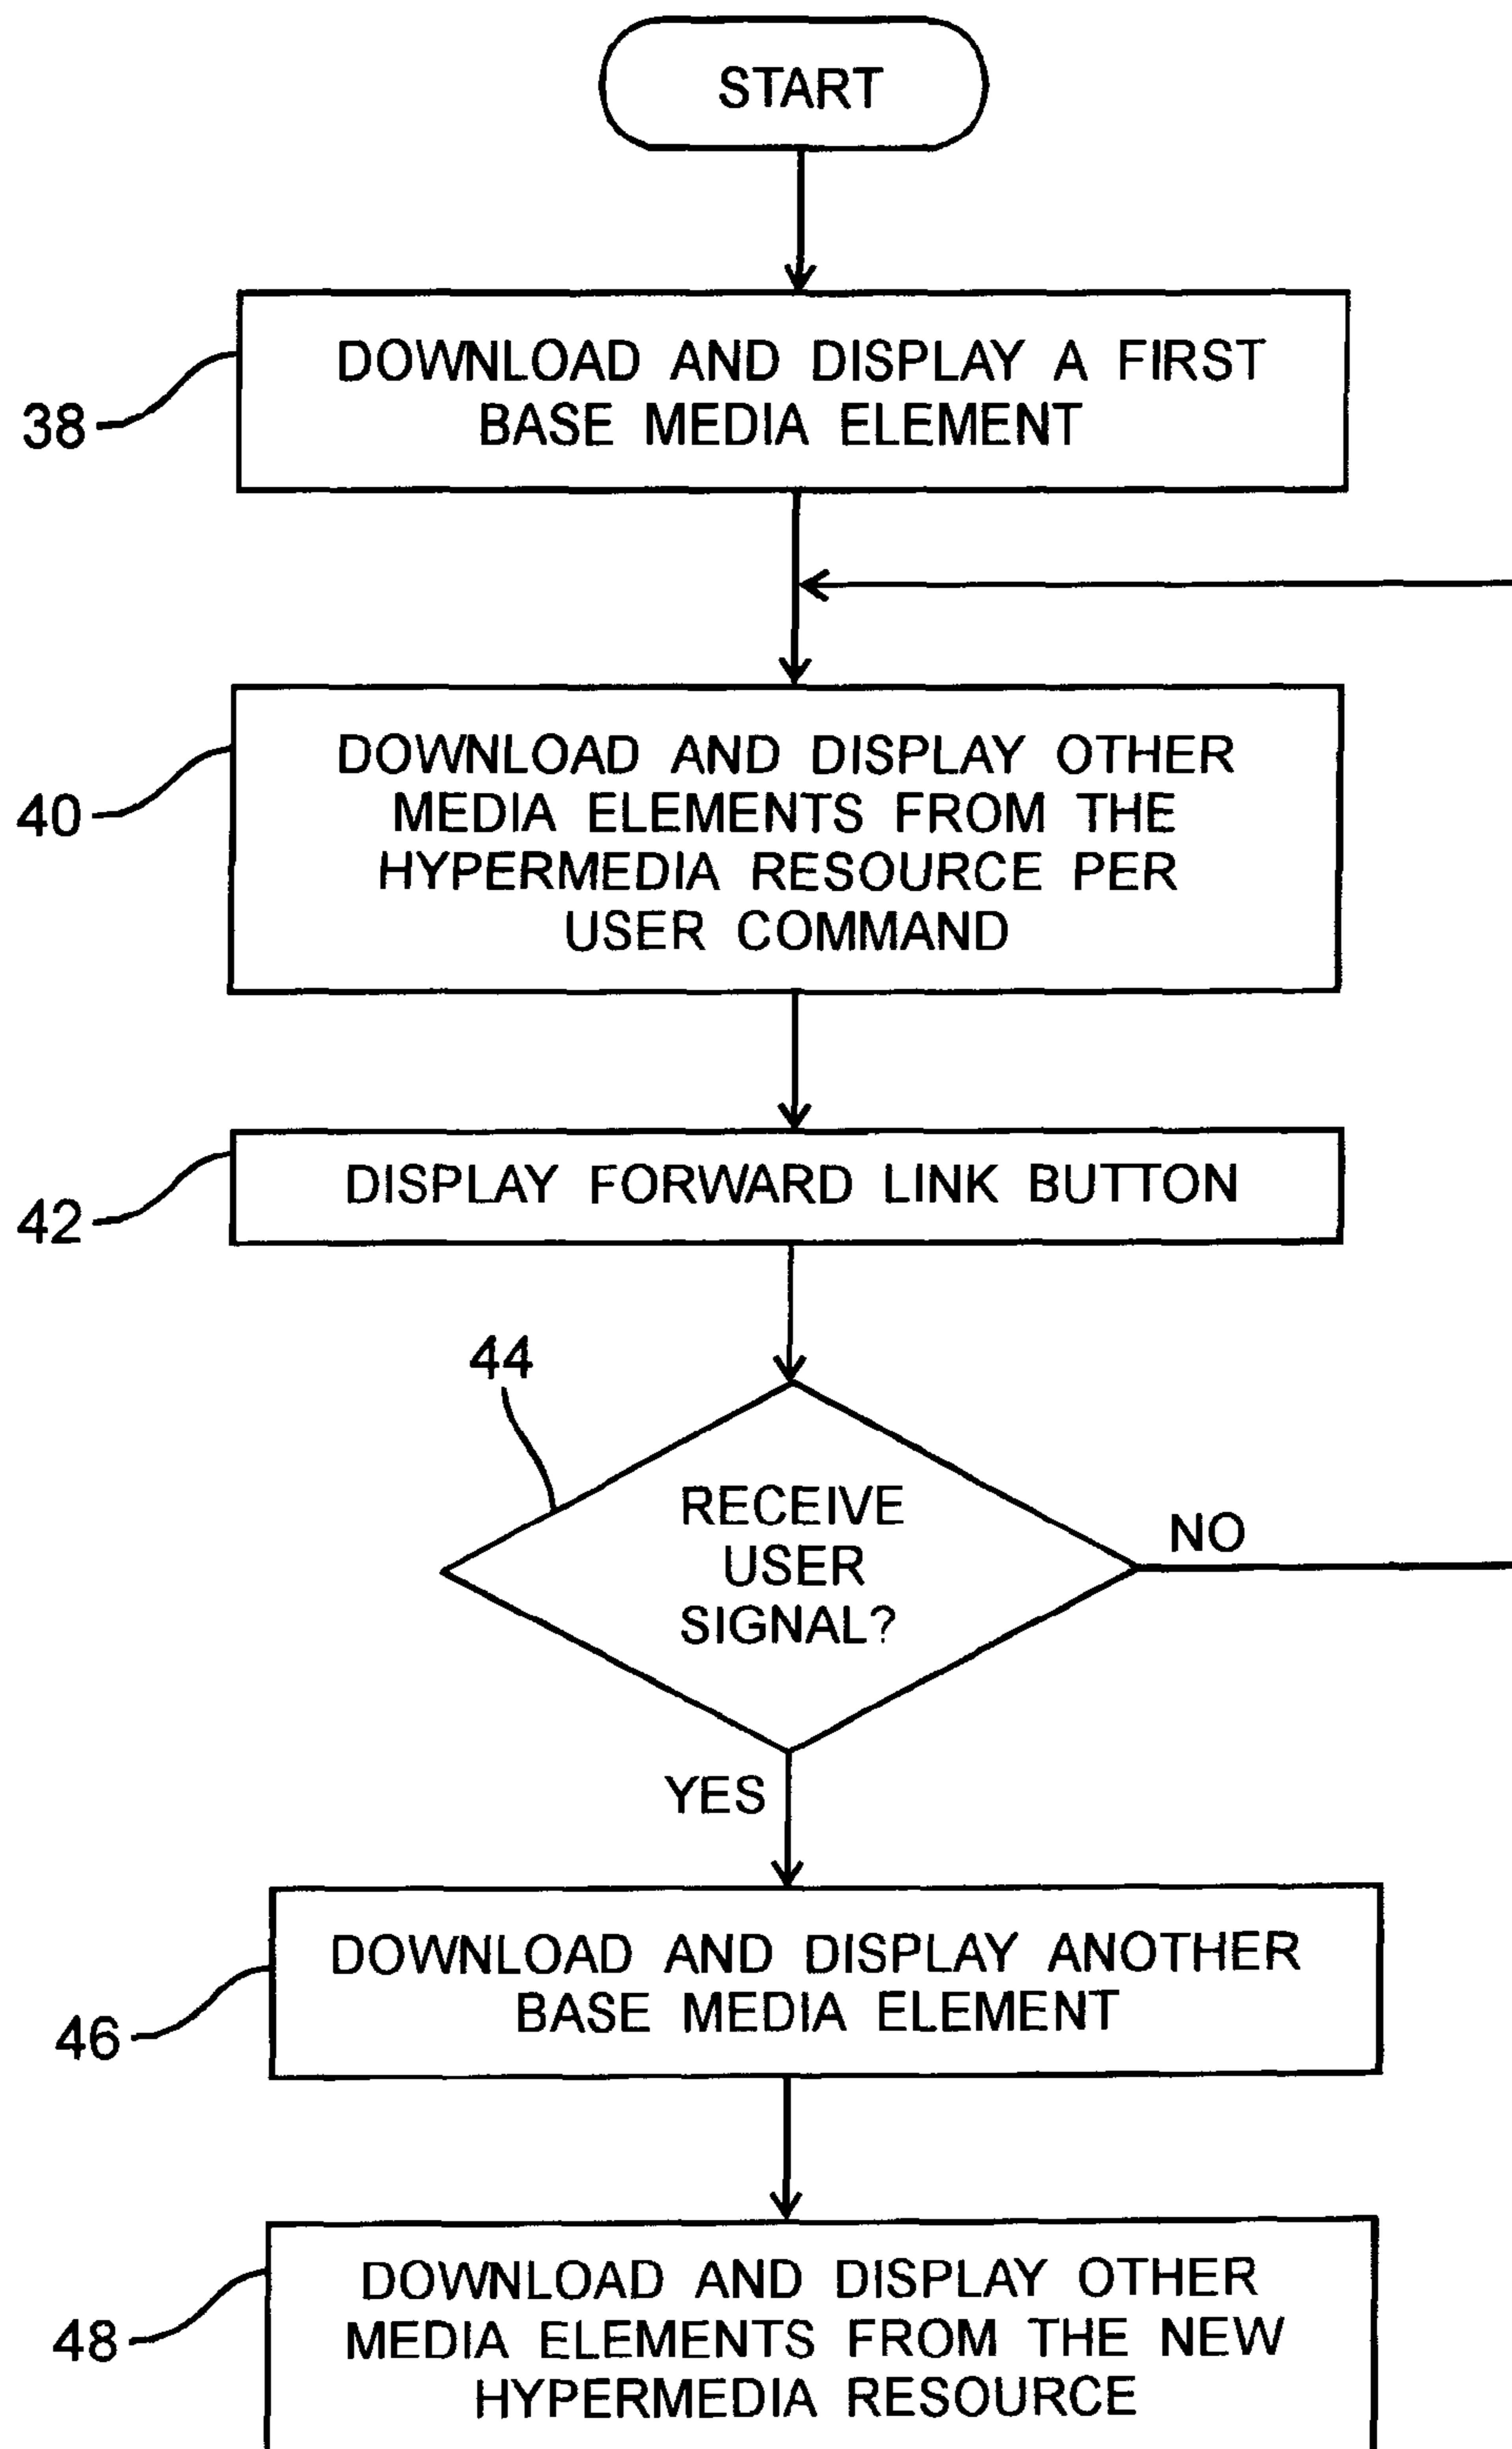 START
DOWNLOAD AND DISPLAY A FIRST
BASE MEDIA ELEMENT
38
DOWNLOAD AND DISPLAY OTHER
MEDIA ELEMENTS FROM THE
HYPERMEDIA RESOURCE PER
USER COMMAND
40
DISPLAY FORWARD LINK BUTTON
42
44
RECEIVE
USER
SIGNAL?
NO
YES
DOWNLOAD AND DISPLAY ANOTHER
BASE MEDIA ELEMENT
46
DOWNLOAD AND DISPLAY OTHER
MEDIA ELEMENTS FROM THE NEW
HYPERMEDIA RESOURCE
48